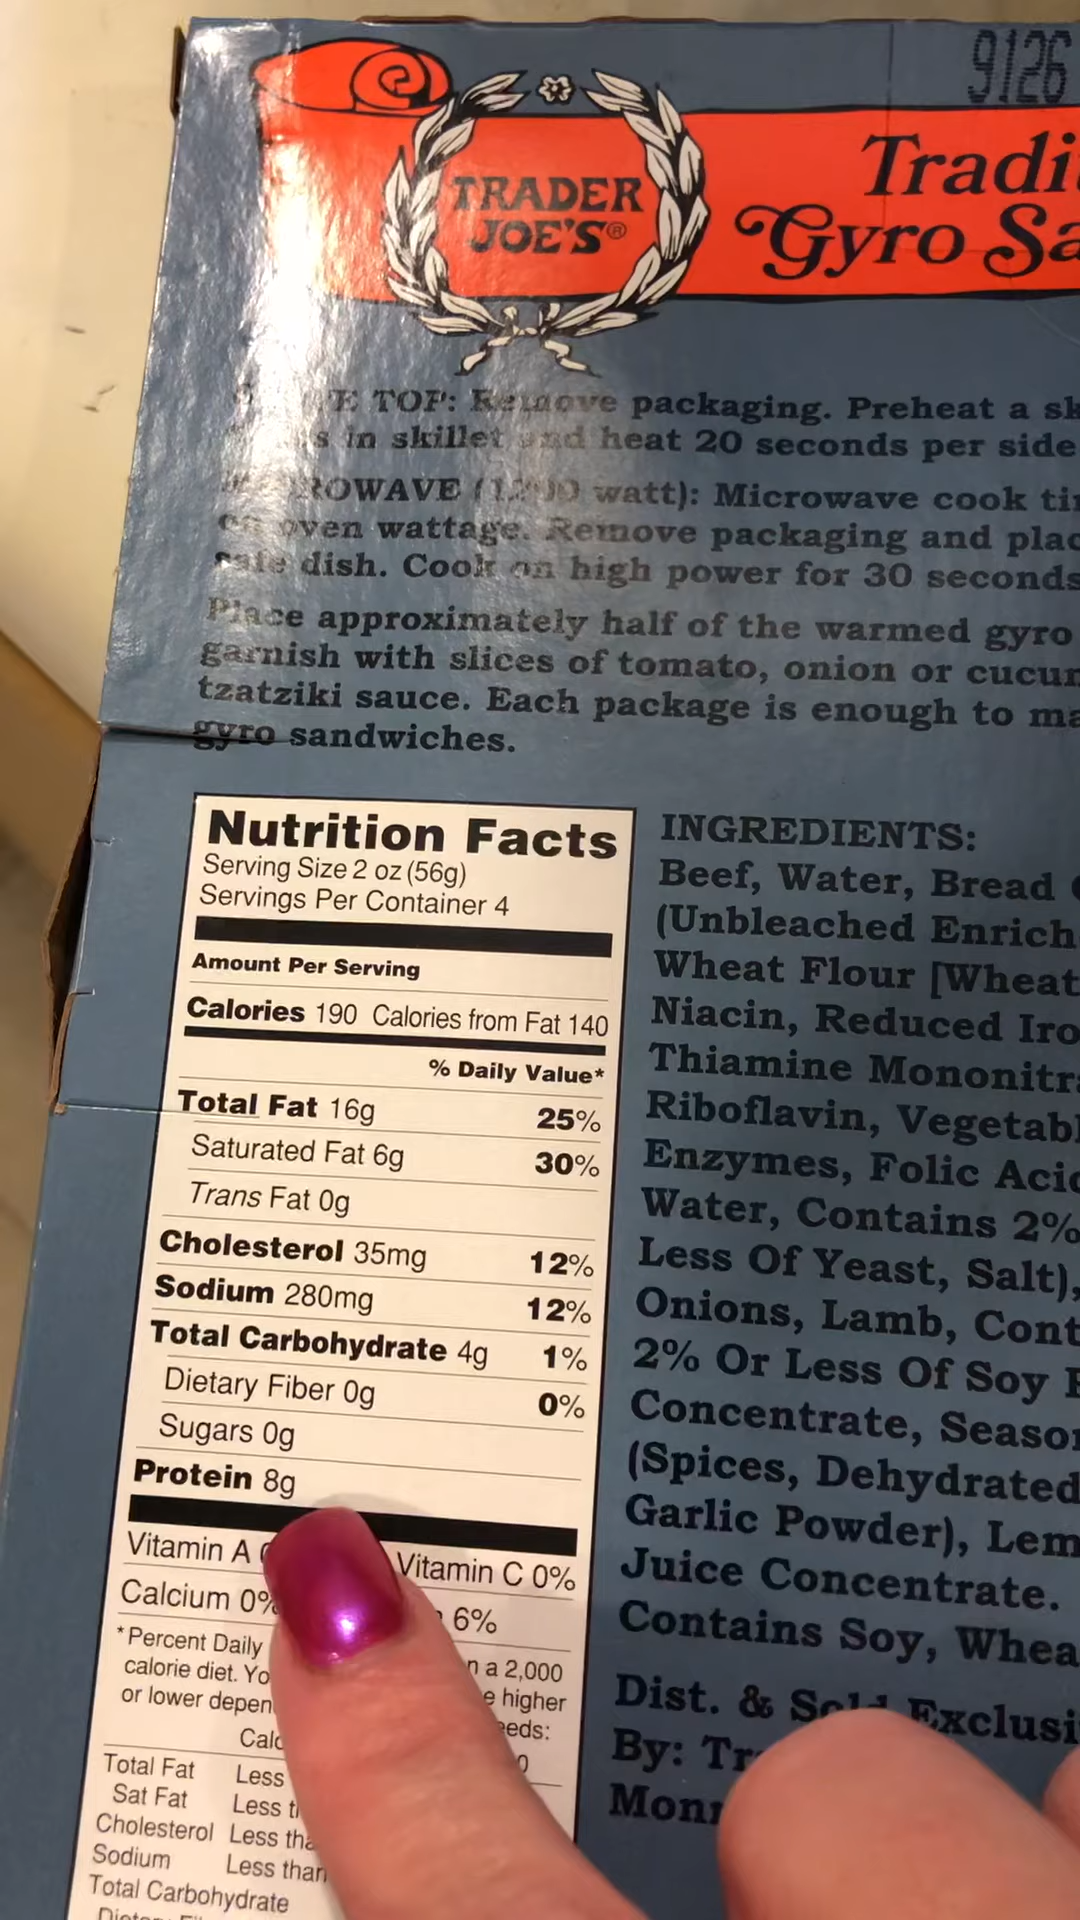 9126
TRADER
JOE'S®
Tradi
Gyro Sa
TOP: Remove packaging. Preheat a sk
in skillet and heat 20 seconds per side
watt): Microwave cook ti
oven wattage. Remove packaging and plac
safe dish. Cook on high power for 30 seconds
Place approximately half of the warmed gyro
garnish with slices of tomato, onion or cucum
tzatziki sauce. Each package is enough to ma
gyro sandwiches.
Nutrition Facts
Serving Size 2 oz (56g)
Servings Per Container 4
Amount Per Serving
Calories 190 Calories from Fat 140
% Daily Value*
Total Fat 16g 25%
Saturated Fat 6g 30%
Trans Fat 0g
Cholesterol 35mg 12%
Sodium 280mg 12%
Total Carbohydrate 4g 1%
Dietary Fiber 0g 0%
Sugars 0g
Protein 8g
Vitamin A Vitamin C 0%
Calcium 0% 6%
*Percent Daily n a 2,000
calorie diet. Yo e higher
or lower depen eeds:
Calo 0
Total Fat Less
Sat Fat Less t
Cholesterol Less tha
Sodium Less than
Total Carbohydrate
INGREDIENTS:
Beef, Water, Bread
(Unbleached Enrich
Wheat Flour [Wheat
Niacin, Reduced Iro
Thiamine Mononitra
Riboflavin, Vegetabl
Enzymes, Folic Acid
Water, Contains 2%
Less Of Yeast, Salt),
Onions, Lamb, Cont
2% Or Less Of Soy P
Concentrate, Season
(Spices, Dehydrated
Garlic Powder), Lem
Juice Concentrate.
Contains Soy, Whea
Dist. & Sold Exclusi
By: Tr
Monr